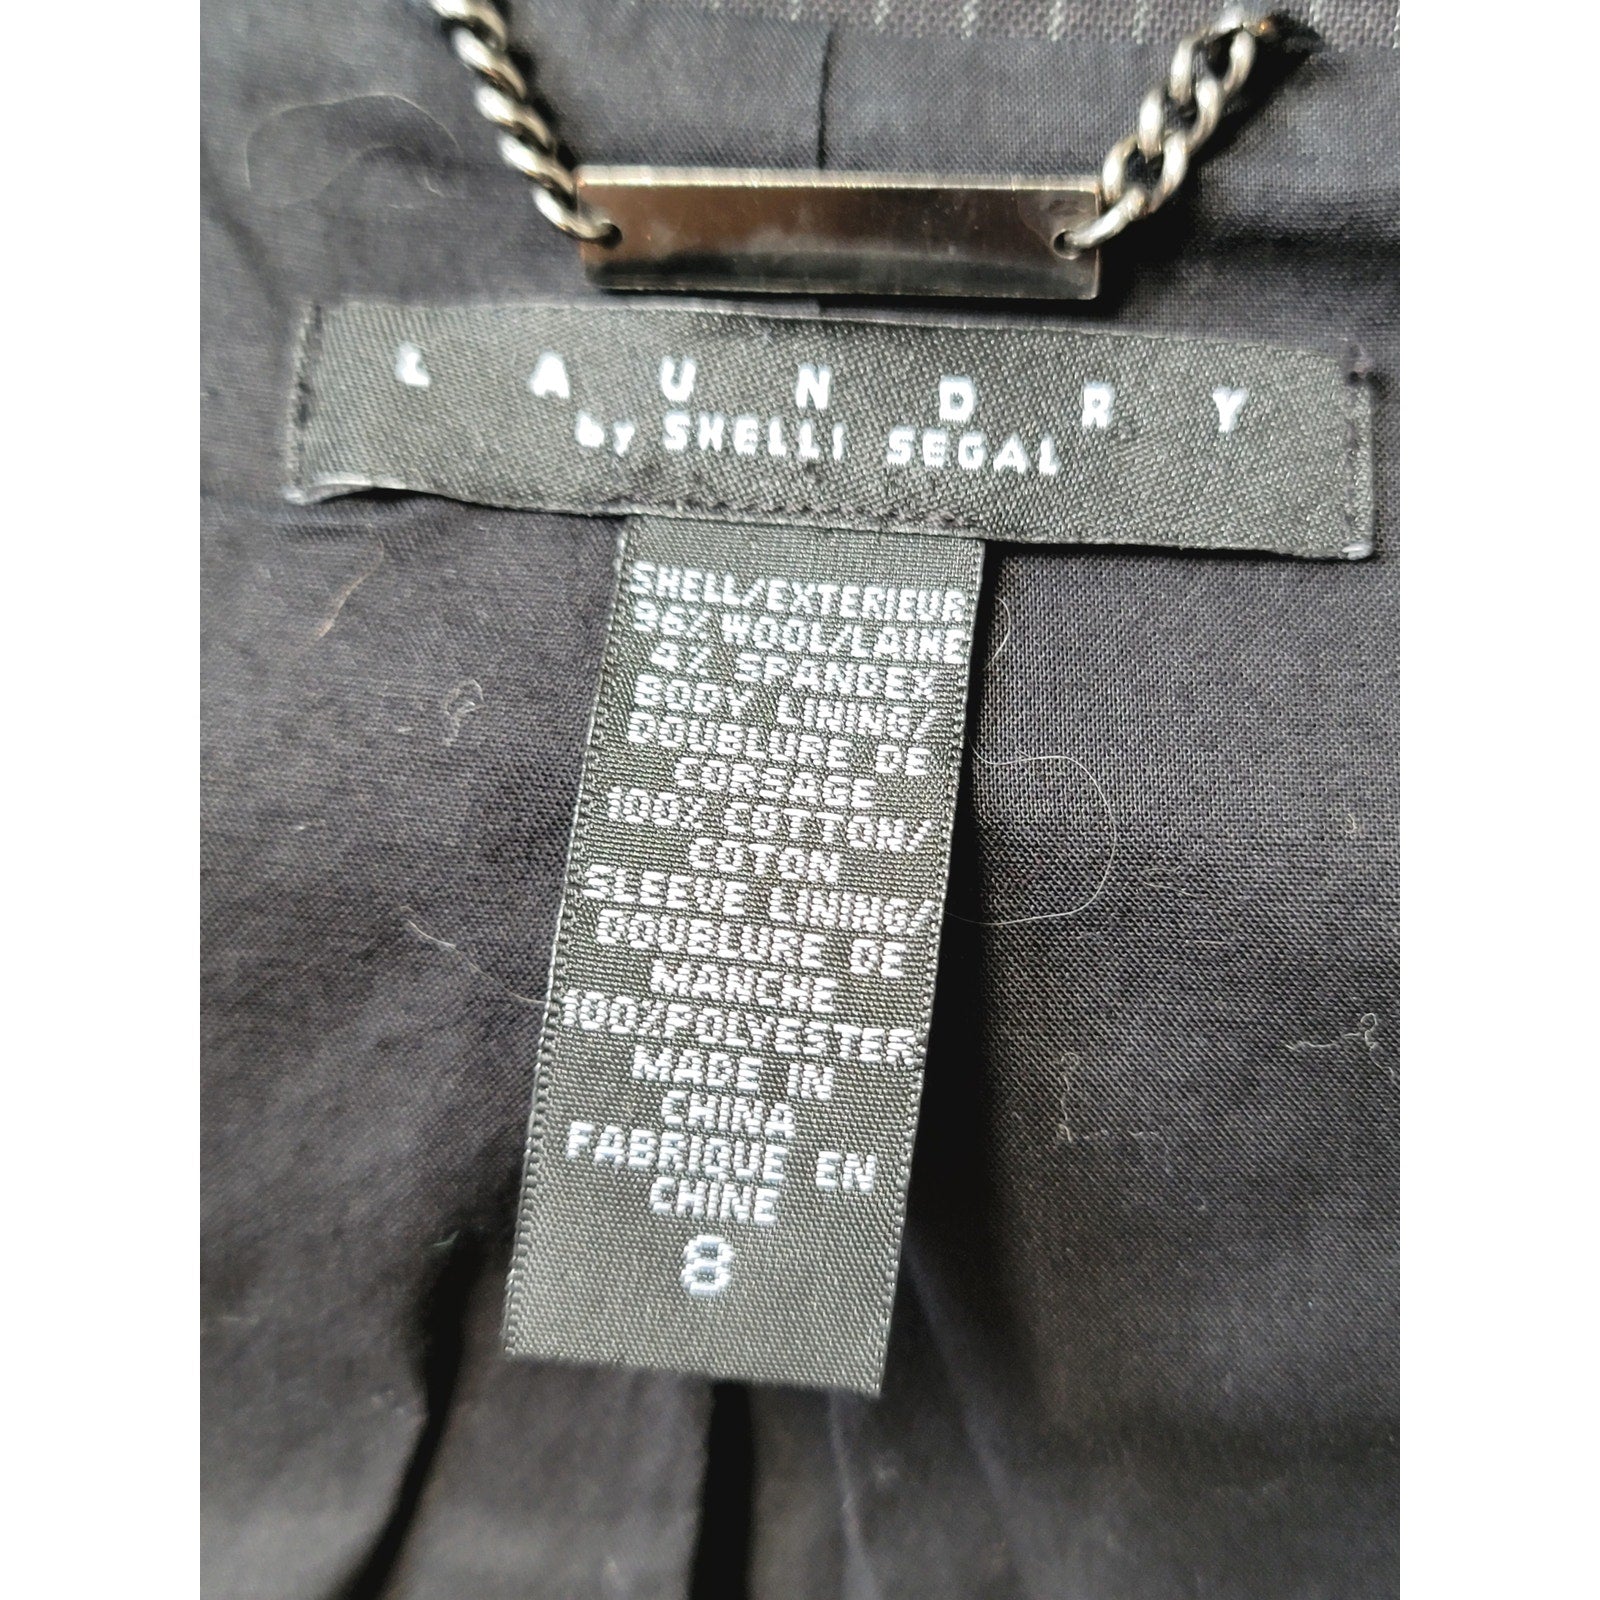 LAUNDRY
by SHELLI SEGAL
SHELL/EXTERIEUR
96% WOOL/LAINE
4% SPANDEX
BODY LINING/
DOUBLURE DE
CORSAGE
100% COTTON/
COTON
SLEEVE LINING/
DOUBLURE DE
MANCHE
100%POLYESTER
MADE IN
CHINA
FABRIQUE EN
CHINE
8